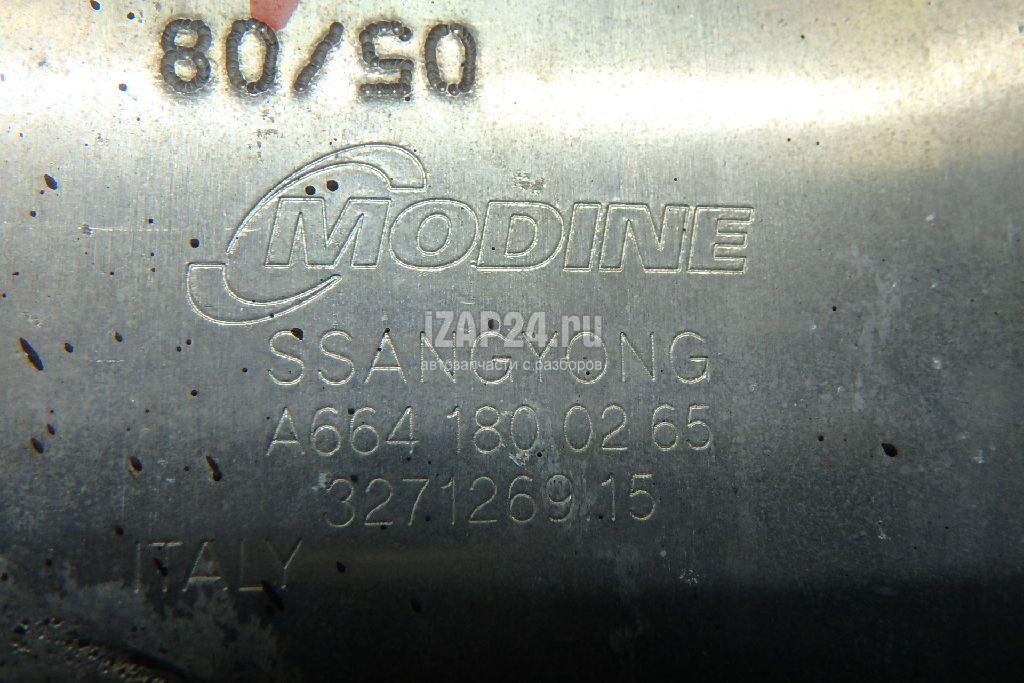 05/08
MODINE
iZAP24.ru
SSANGYONG
автозапчасти с разборов
A664 180 02 65
3271269.15
ITALY